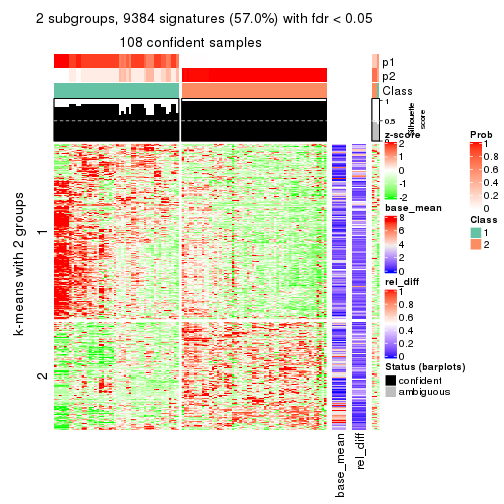 2 subgroups, 9384 signatures (57.0%) with fdr < 0.05
108 confident samples
p1
p2
Class
1
0.5
0
Silhouette
score
k-means with 2 groups
1
2
base_mean
rel_diff
z-score
2
1
0
-1
-2
base_mean
8
6
4
2
0
rel_diff
1
0.8
0.6
0.4
0.2
0
Status (barplots)
confident
ambiguous
Prob
1
0.8
0.6
0.4
0.2
0
Class
1
2